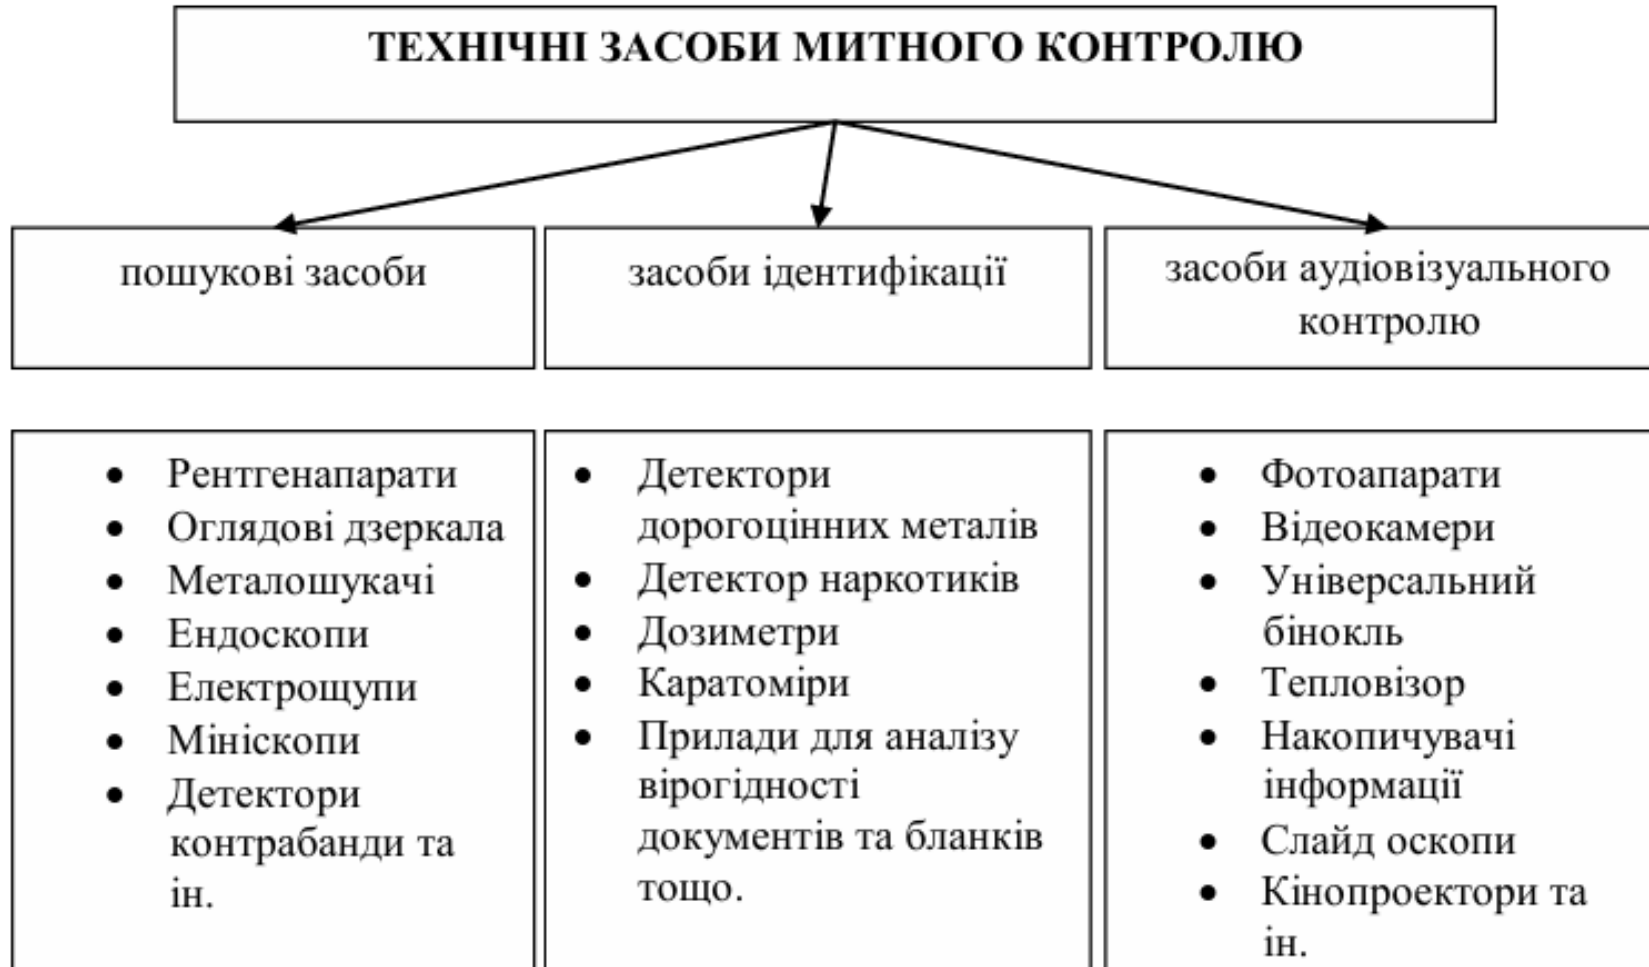 ТЕХНІЧНІ ЗАСОБИ МИТНОГО КОНТРОЛЮ
пошукові засоби
засоби ідентифікації
засоби аудіовізуального
контролю
• Рентгенапарати
• Оглядові дзеркала
• Металошукачі
• Ендоскопи
• Електрощупи
• Мініскопи
• Детектори
контрабанди та
ін.
• Детектори
дорогоцінних металів
• Детектор наркотиків
• Дозиметри
• Каратоміри
• Прилади для аналізу
вірогідності
документів та бланків
тощо.
• Фотоапарати
• Відеокамери
• Універсальний
бінокль
• Тепловізор
• Накопичувачі
інформації
• Слайд оскопи
• Кінопроектори та
ін.